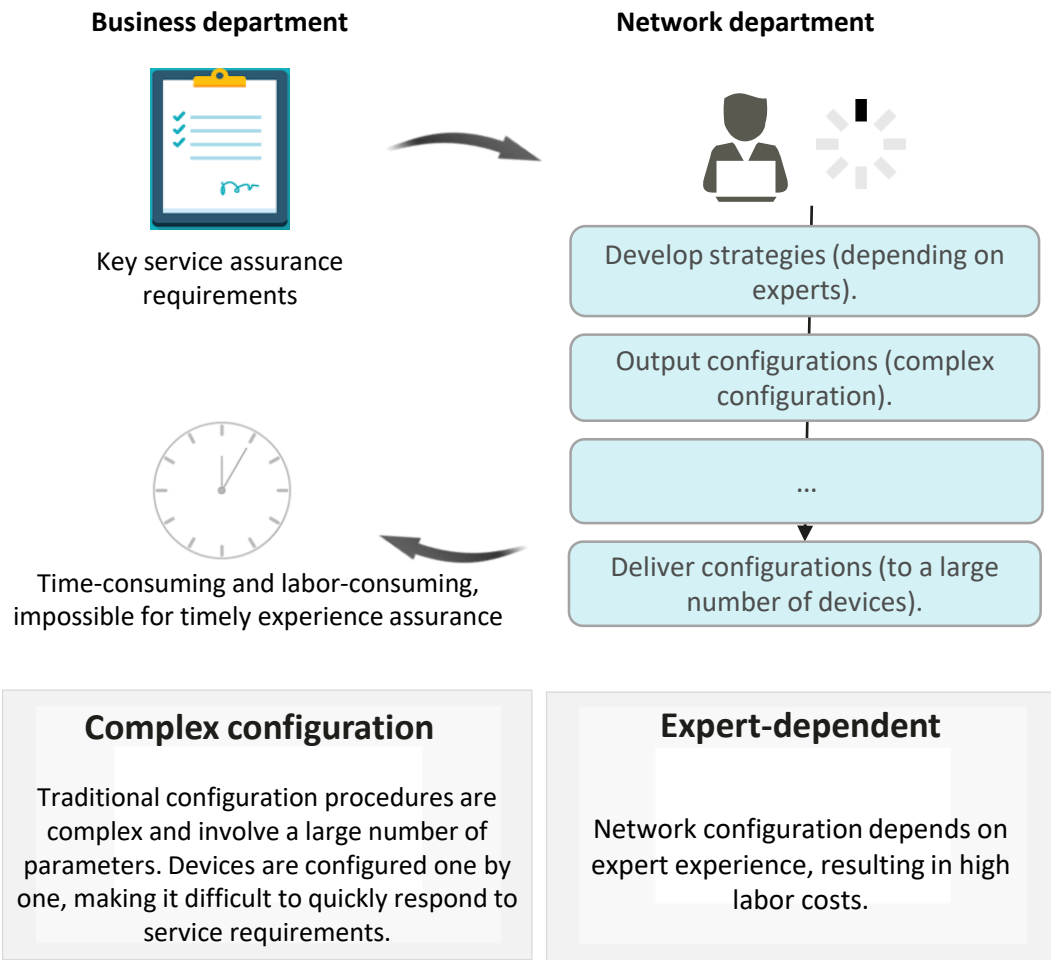 Business department
Network department
Key service assurance
requirements
Develop strategies (depending on
experts).
Output configurations (complex
configuration).
...
Deliver configurations (to a large
number of devices).
Time-consuming and labor-consuming,
impossible for timely experience assurance
Complex configuration
Traditional configuration procedures are
complex and involve a large number of
parameters. Devices are configured one by
one, making it difficult to quickly respond to
service requirements.
Expert-dependent
Network configuration depends on
expert experience, resulting in high
labor costs.